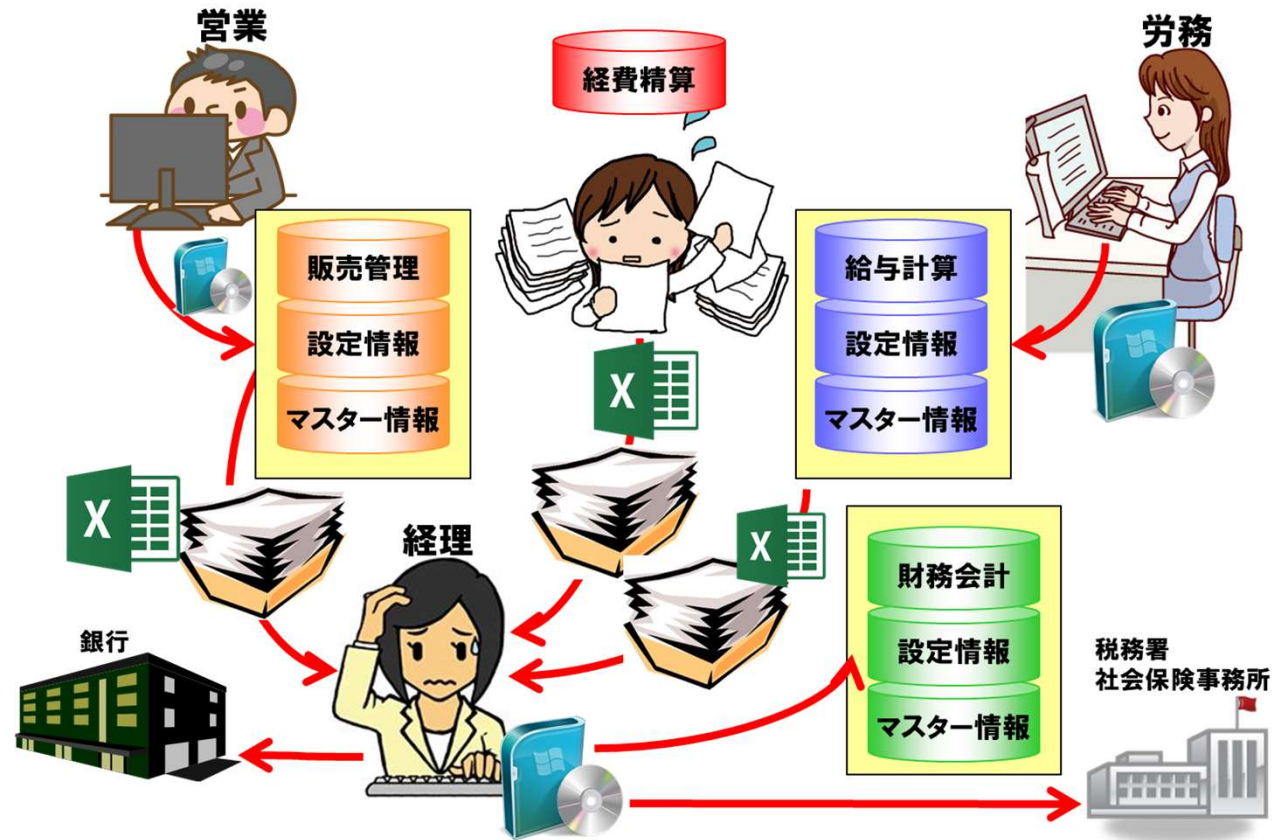 営業
経費精算
労務
販売管理
設定情報
マスター情報
給与計算
設定情報
マスター情報
X
X
X
経理
財務会計
設定情報
マスター情報
銀行
税務署
社会保険事務所